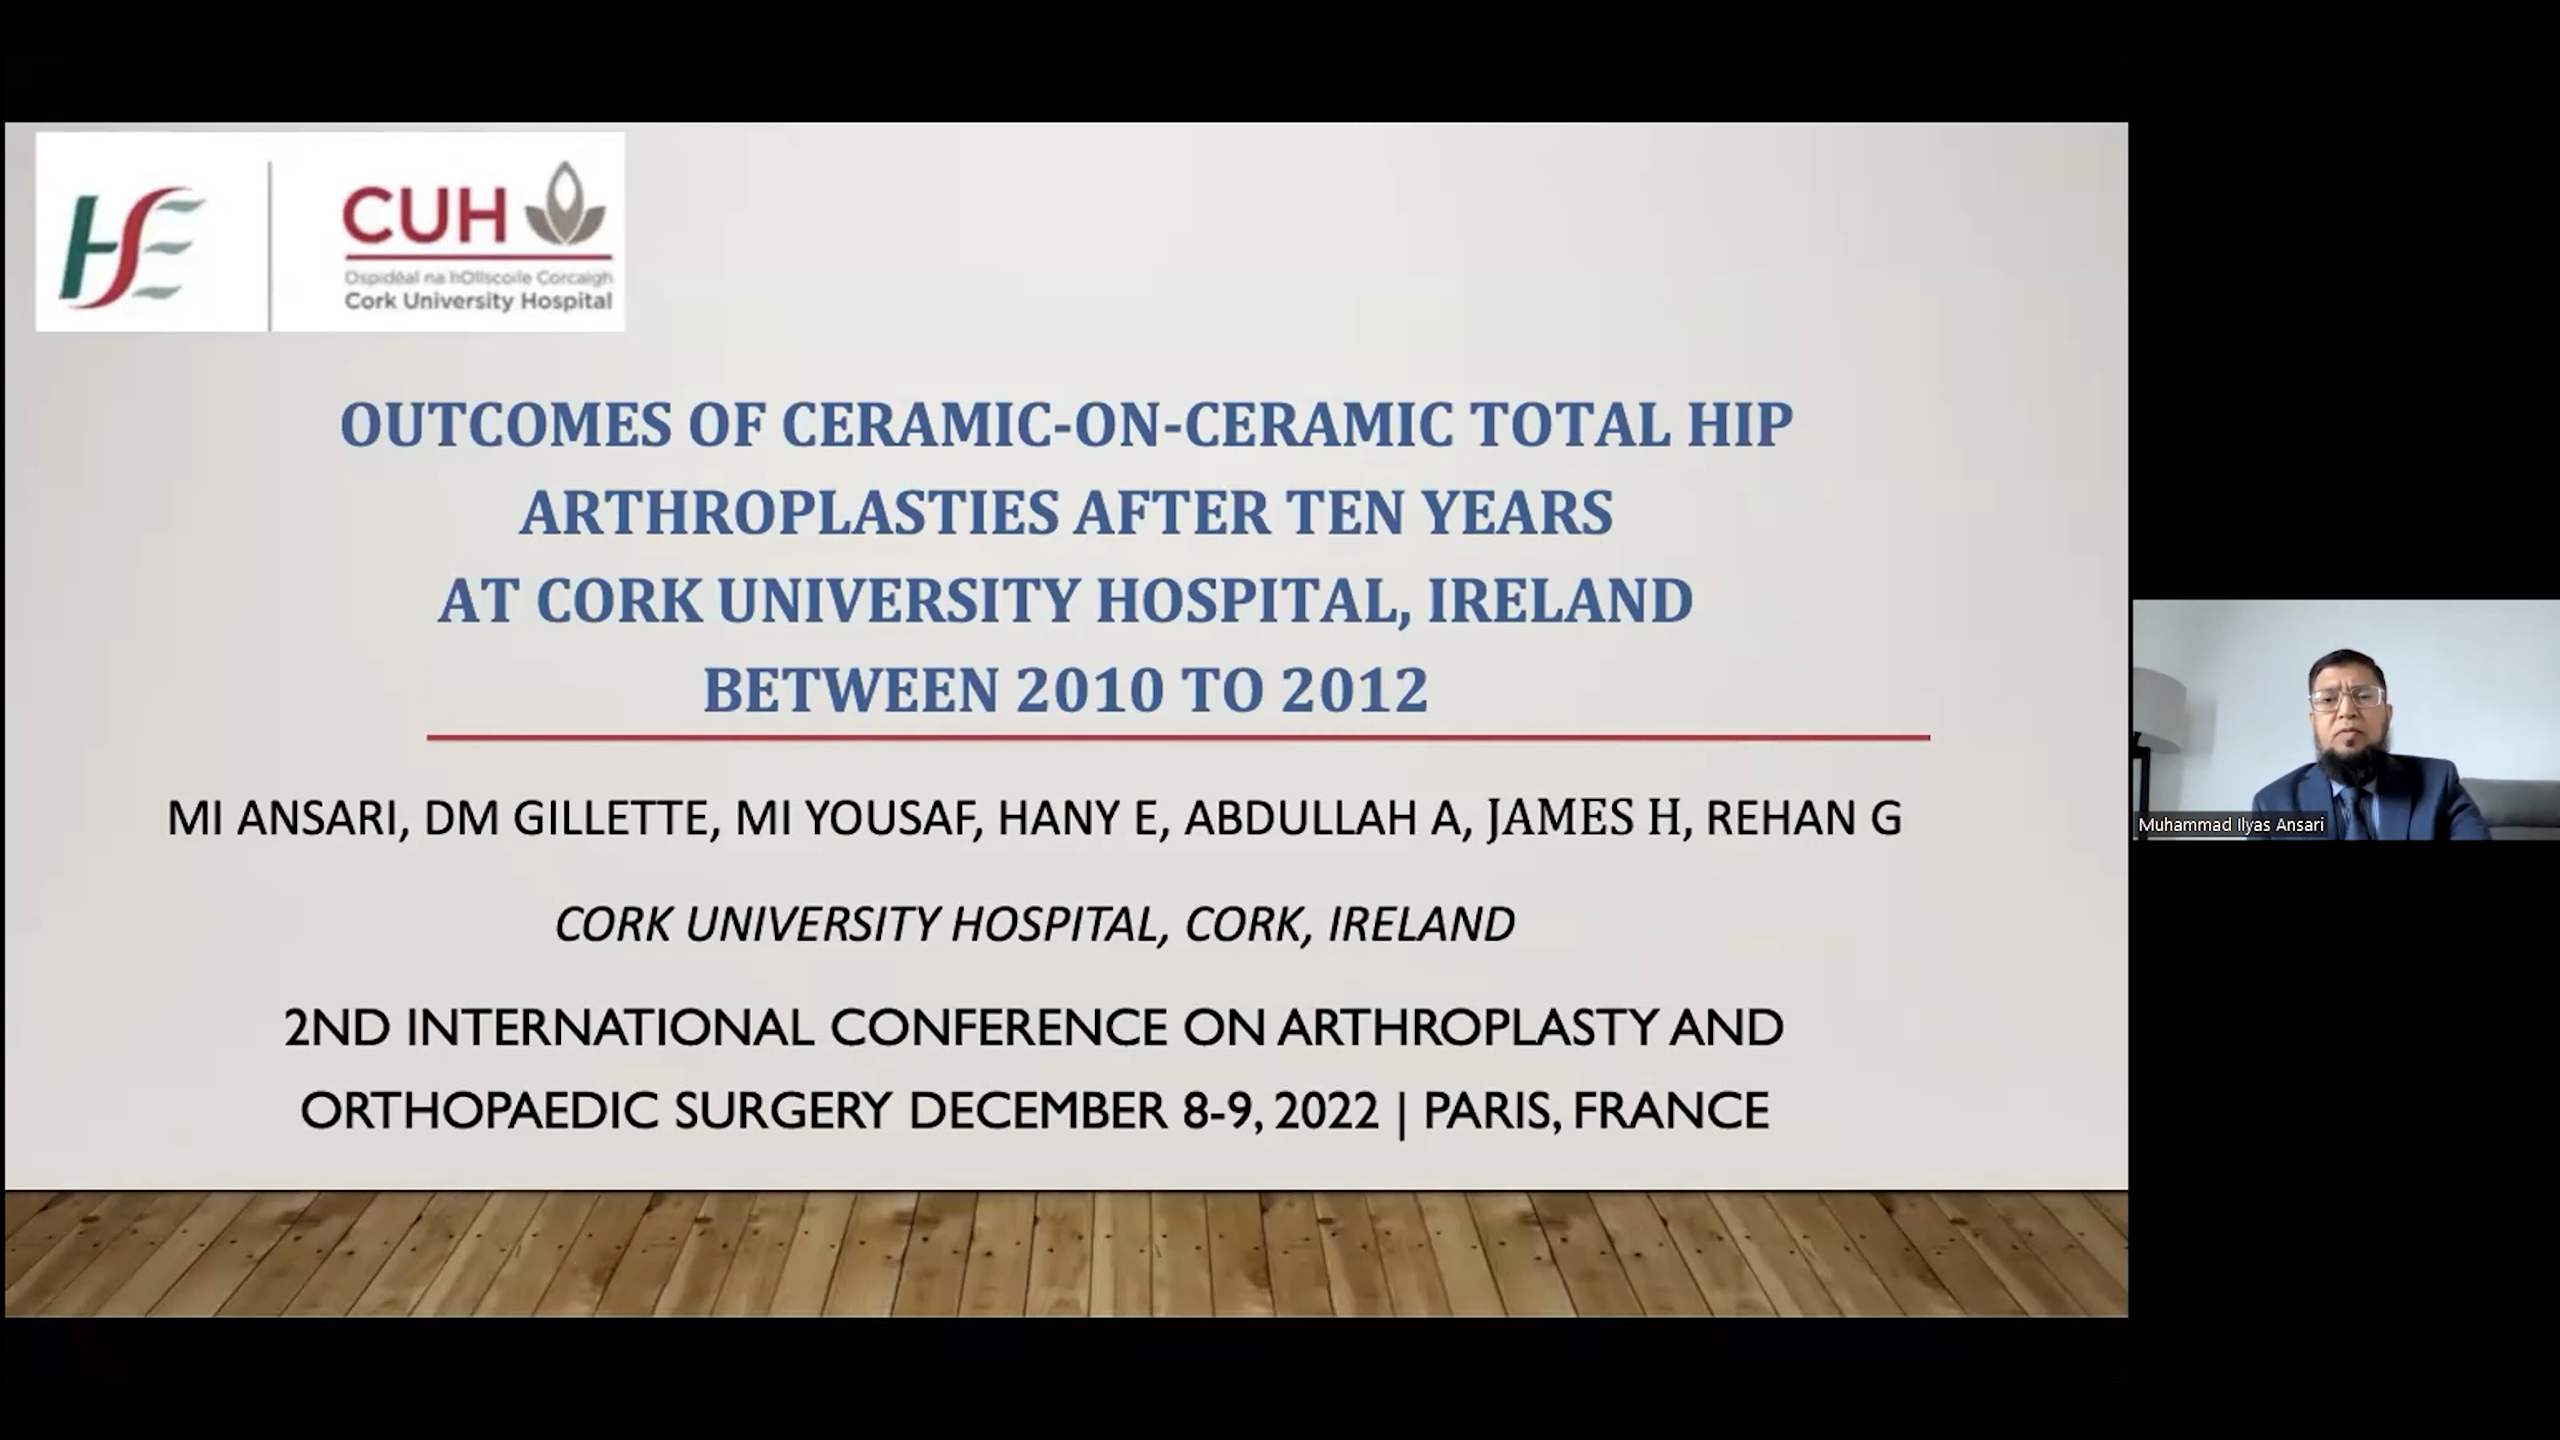 HSE
CUH
Ospidéal na hOllscoile Corcaigh
Cork University Hospital
OUTCOMES OF CERAMIC-ON-CERAMIC TOTAL HIP
ARTHROPLASTIES AFTER TEN YEARS
AT CORK UNIVERSITY HOSPITAL, IRELAND
BETWEEN 2010 TO 2012
MI ANSARI, DM GILLETTE, MI YOUSAF, HANY E, ABDULLAH A, JAMES H, REHAN G
CORK UNIVERSITY HOSPITAL, CORK, IRELAND
2ND INTERNATIONAL CONFERENCE ON ARTHROPLASTY AND
ORTHOPAEDIC SURGERY DECEMBER 8-9, 2022 | PARIS, FRANCE
Muhammad Ilyas Ansari